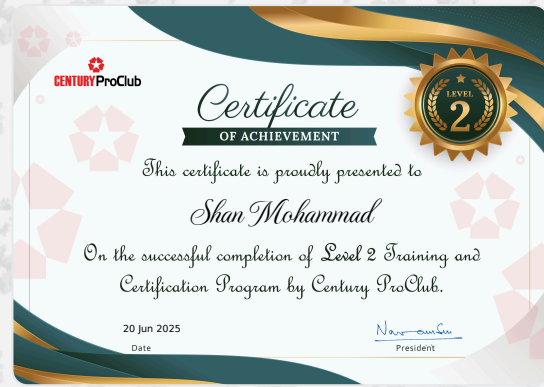 CENTURY ProClub
LEVEL
2
Certificate
OF ACHIEVEMENT
This certificate is proudly presented to
Shan Mohammad
On the successful completion of Level 2 Training and
Certification Program by Century ProClub.
20 Jun 2025
Date
President